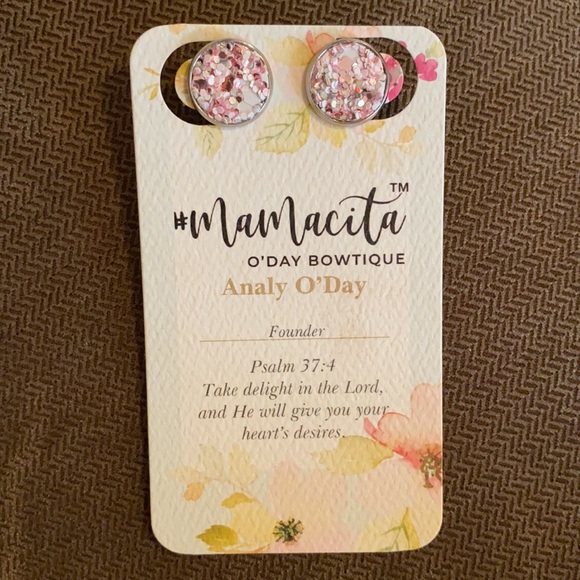 #MaMacita™
O'DAY BOWTIQUE
Analy O'Day
Founder
Psalm 37:4
Take delight in the Lord,
and He will give you your
heart's desires.